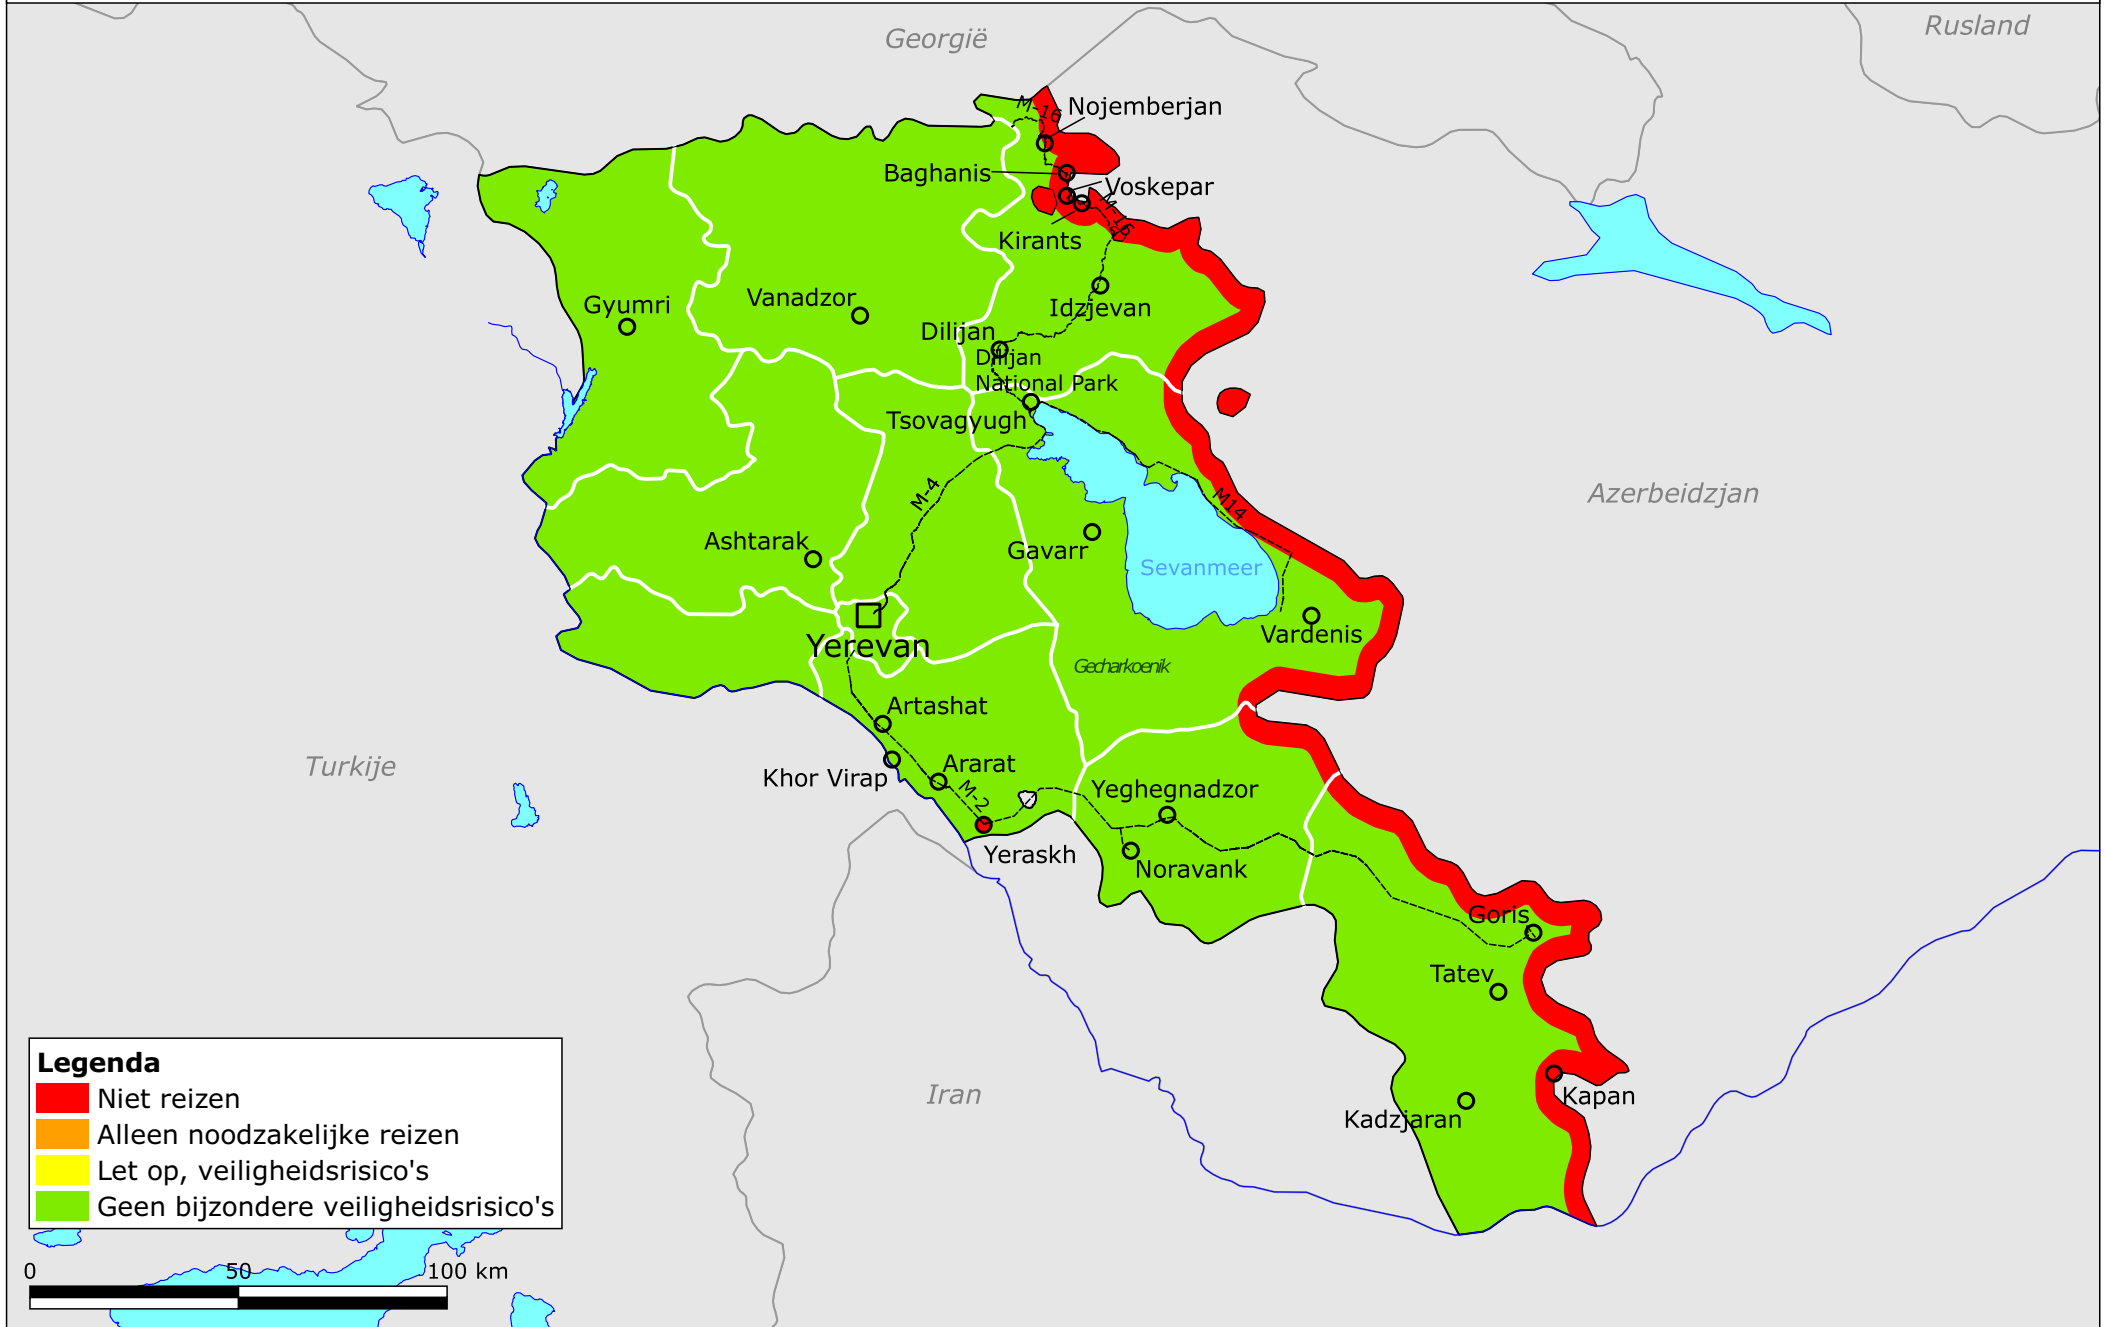 Georgië
Rusland
M-16
Nojemberjan
Baghanis
Voskepar
M-16
Kirants
Gyumri
Vanadzor
Idzjevan
Dilijan
Dilijan
National Park
Tsovagyugh
M-4
M14
Azerbeidzjan
Ashtarak
Gavarr
Sevanmeer
Yerevan
Vardenis
Gecharkoenik
Artashat
Turkije
Khor Virap
Ararat
M-2
Yeghegnadzor
Yeraskh
Noravank
Goris
Tatev
Iran
Kapan
Kadzjaran
Legenda
Niet reizen
Alleen noodzakelijke reizen
Let op, veiligheidsrisico's
Geen bijzondere veiligheidsrisico's
0 50 100 km